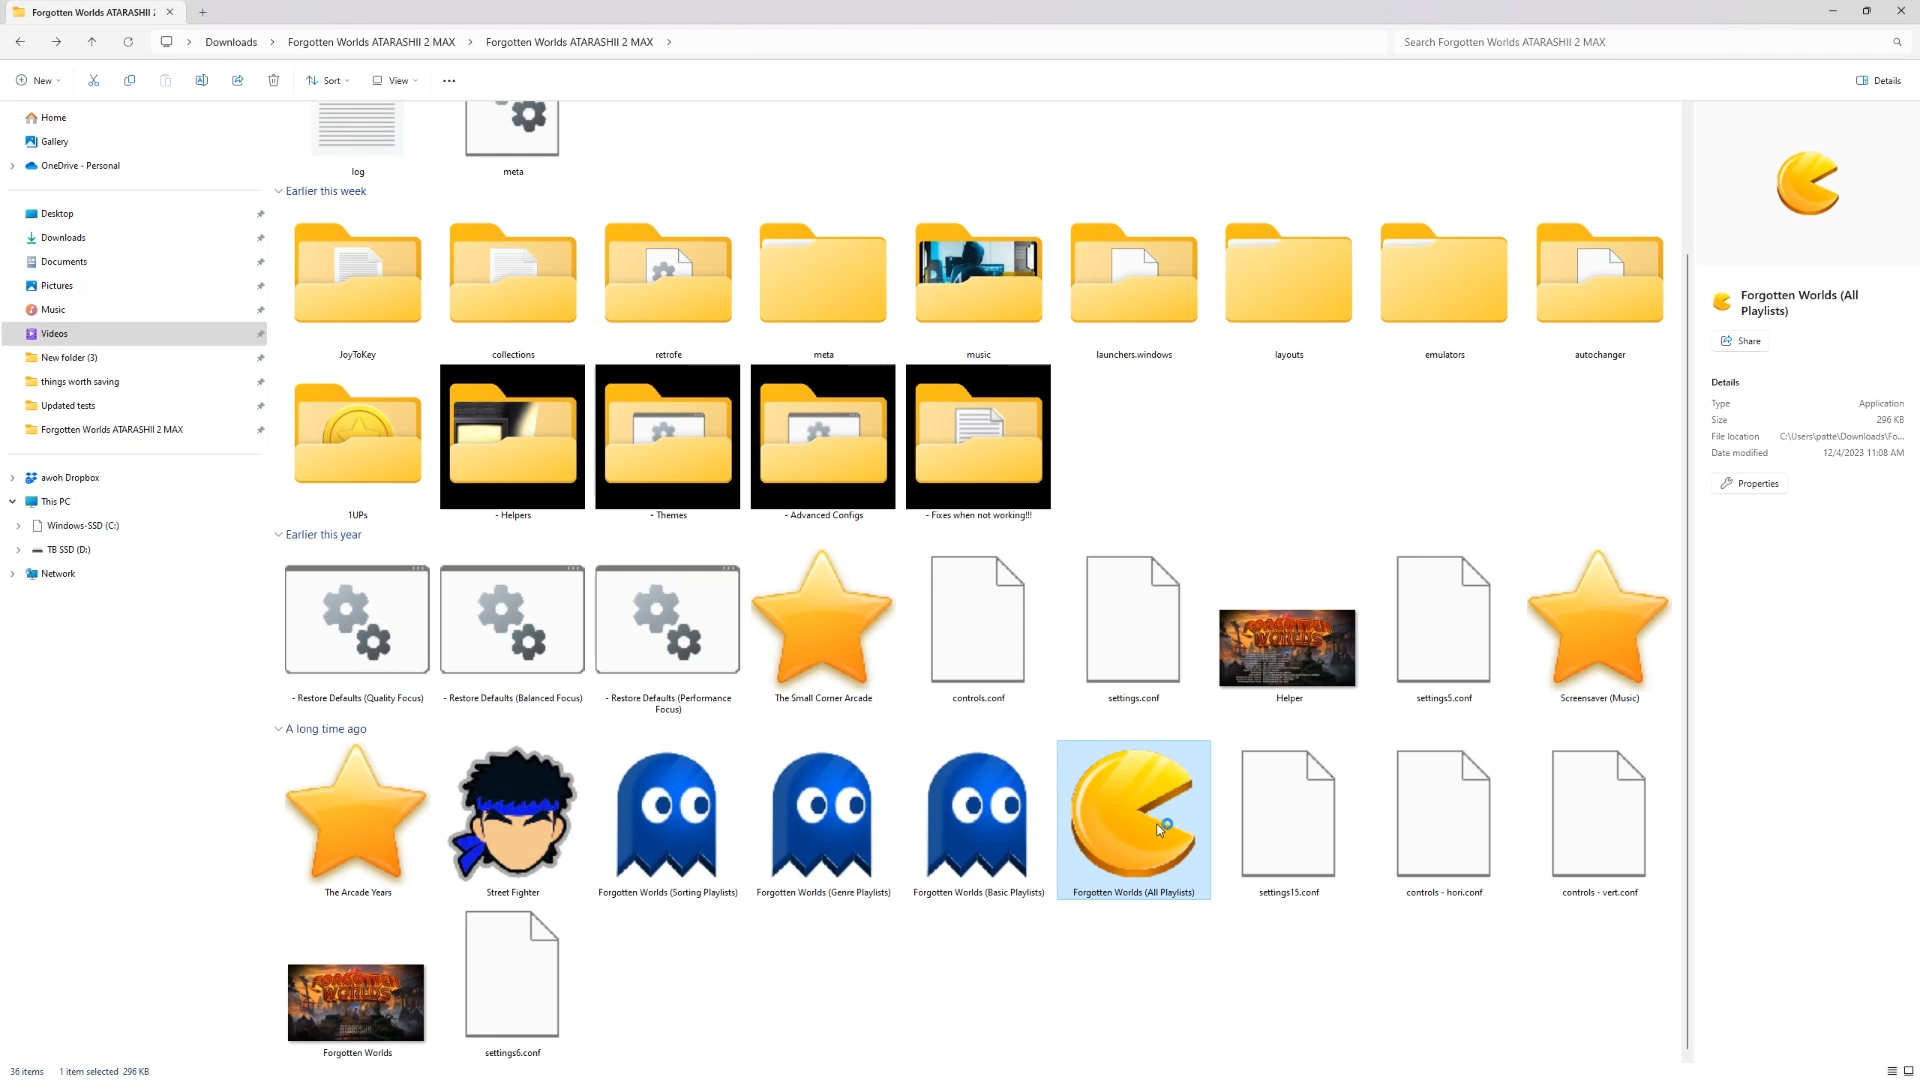 Forgotten Worlds ATARASHII 2
Downloads > Forgotten Worlds ATARASHII 2 MAX > Forgotten Worlds ATARASHII 2 MAX >
Search Forgotten Worlds ATARASHII 2 MAX
New
Sort
View
Details
Home
Gallery
OneDrive - Personal
Desktop
Downloads
Documents
Pictures
Music
Videos
New folder (3)
things worth saving
Updated tests
Forgotten Worlds ATARASHII 2 MAX
awoh Dropbox
This PC
Windows-SSD (C:)
TB SSD (D:)
Network
log
meta
Earlier this week
JoyToKey
collections
retrofe
meta
music
launchers.windows
layouts
emulators
autochanger
1UPs
- Helpers
- Themes
- Advanced Configs
- Fixes when not working!!!
Earlier this year
- Restore Defaults (Quality Focus)
- Restore Defaults (Balanced Focus)
- Restore Defaults (Performance
Focus)
The Small Corner Arcade
controls.conf
settings.conf
FORGOTTEN
WORLDS
Helper
settings5.conf
Screensaver (Music)
A long time ago
The Arcade Years
Street Fighter
Forgotten Worlds (Sorting Playlists)
Forgotten Worlds (Genre Playlists)
Forgotten Worlds (Basic Playlists)
Forgotten Worlds (All Playlists)
settings15.conf
controls - hori.conf
controls - vert.conf
FORGOTTEN
WORLDS
ATARASHII
Forgotten Worlds
settings6.conf
Forgotten Worlds (All
Playlists)
Share
Details
Type Application
Size 296 KB
File location C:\Users\patte\Downloads\Fo...
Date modified 12/4/2023 11:08 AM
Properties
36 items 1 item selected 296 KB